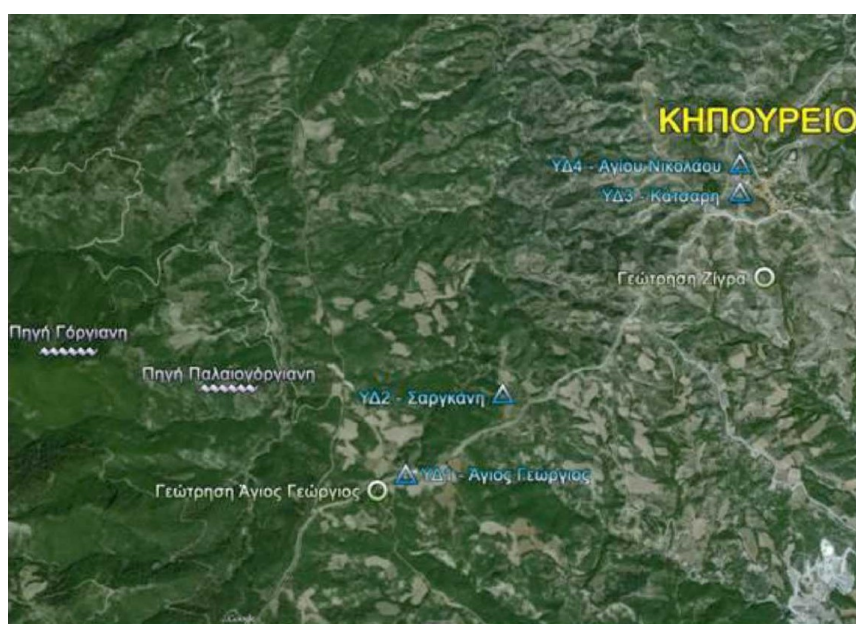 ΚΗΠΟΥΡΕΙΟ
ΥΔ4 - Αγίου Νικολάου
ΥΔ3 - Κατσαρή
Γεώτρηση Ζίγρα
Πηγή Γόργιανη
Πηγή Παλαιογόργιανη
ΥΔ2 - Σαργκάνη
ΥΔ1 - Άγιος Γεώργιος
Γεώτρηση Άγιος Γεώργιος
Google